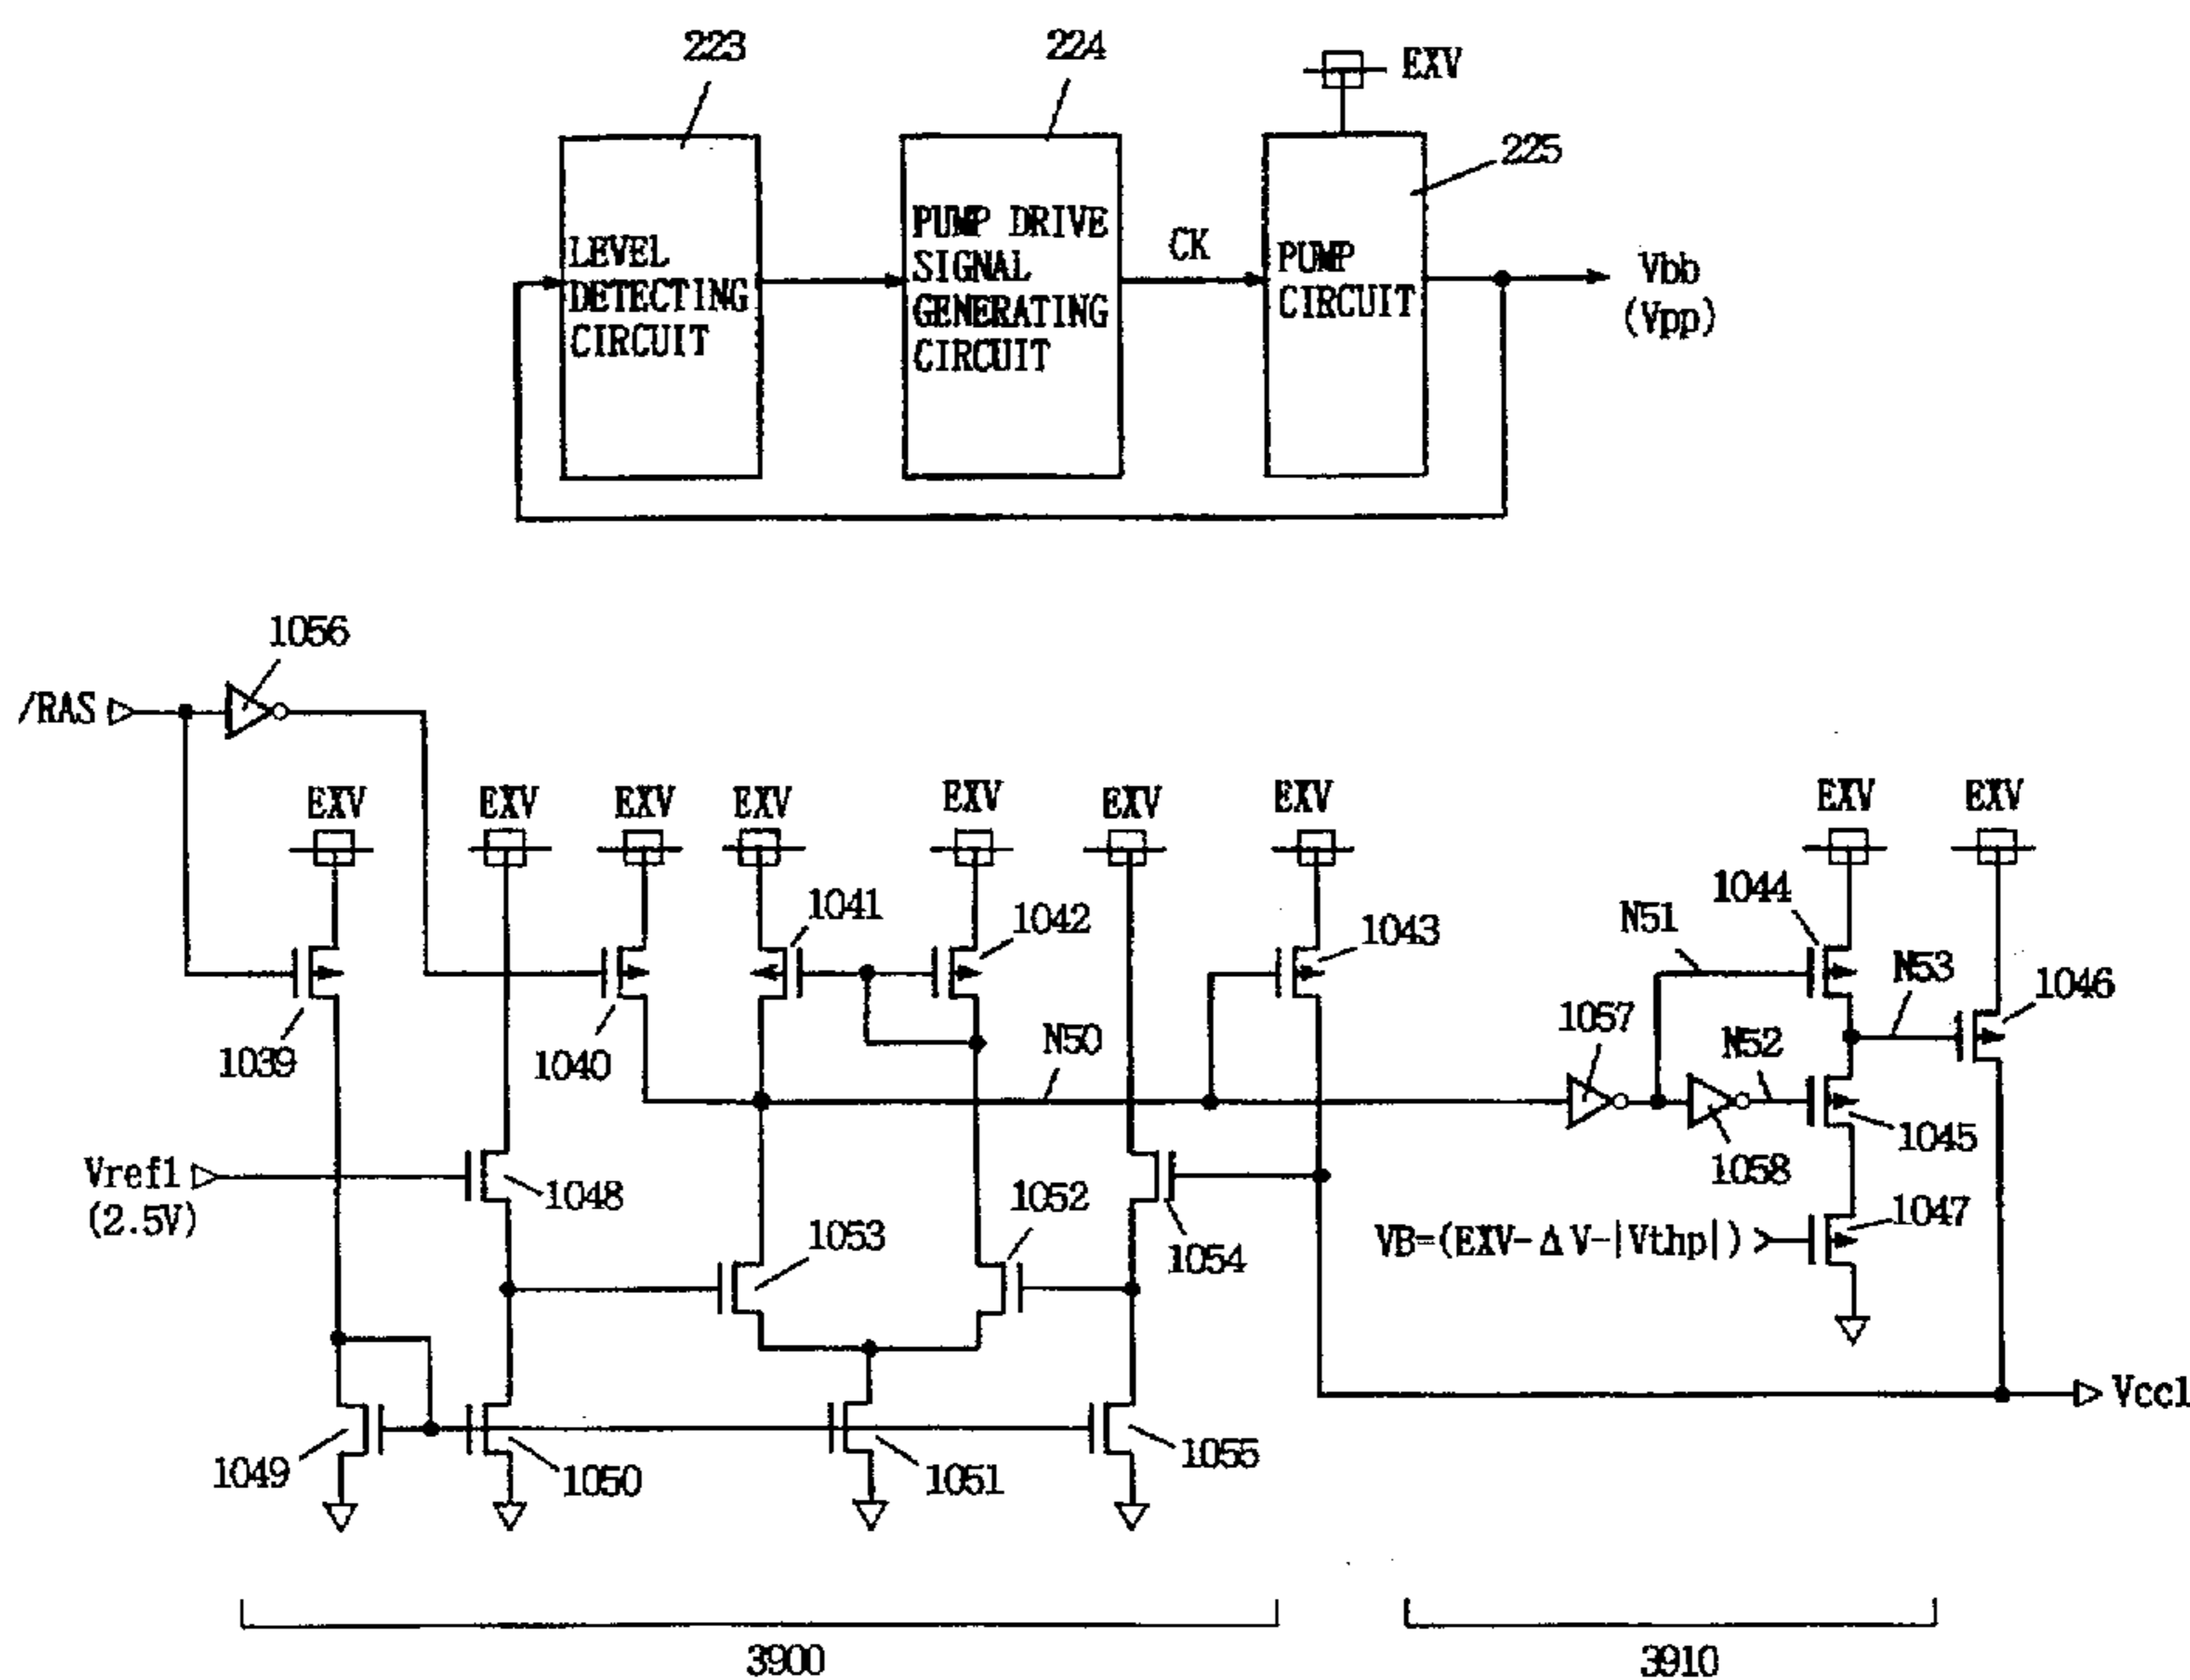 223
224
EXV
225
LEVEL
DETECTING
CIRCUIT
PUMP DRIVE
SIGNAL
GENERATING
CIRCUIT
CK
PUMP
CIRCUIT
Vbb
(Vpp)
1056
/RAS
EXV
EXV
EXV
EXV
EXV
EXV
EXV
EXV
EXV
1041
1042
1043
1044
N51
N53
1046
1039
1040
N50
1057
N52
1045
1058
Vref1
(2.5V)
1048
1053
1052
1054
VB=(EXV-ΔV-|Vthp|)
1047
Vcc1
1049
1050
1051
1055
3900
3910